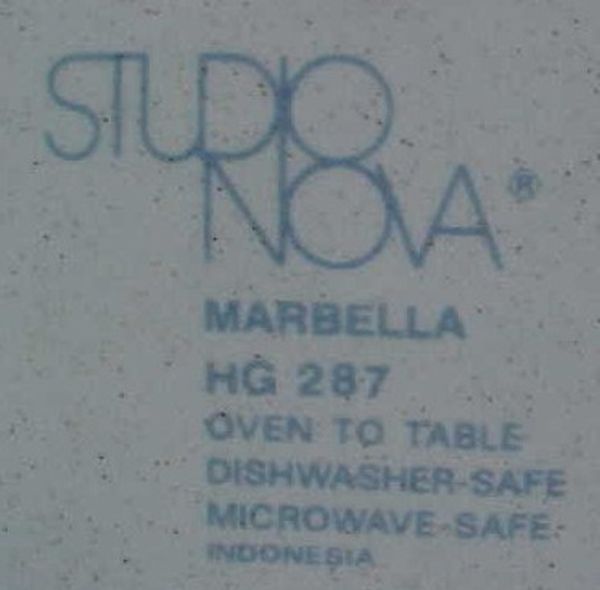 STUDIO
NOVA®
MARBELLA
HG 287
OVEN TO TABLE
DISHWASHER-SAFE
MICROWAVE-SAFE
INDONESIA